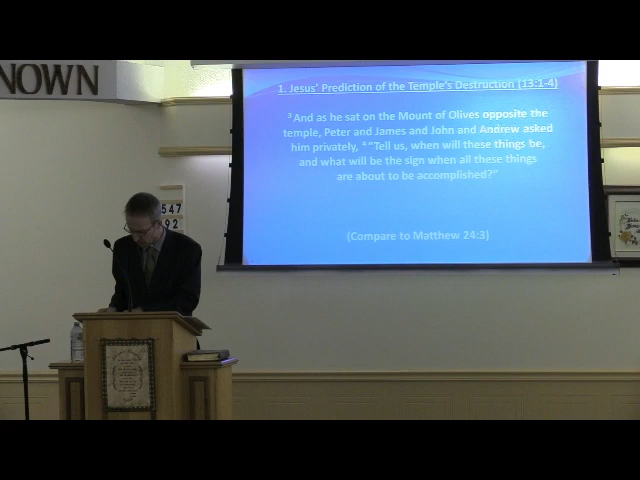 NOWN
1. Jesus' Prediction of the Temple's Destruction (13:1-4)
³And as he sat on the Mount of Olives opposite the
temple, Peter and James and John and Andrew asked
him privately, ⁴“Tell us, when will these things be,
and what will be the sign when all these things
are about to be accomplished?”
(Compare to Matthew 24:3)
547
92